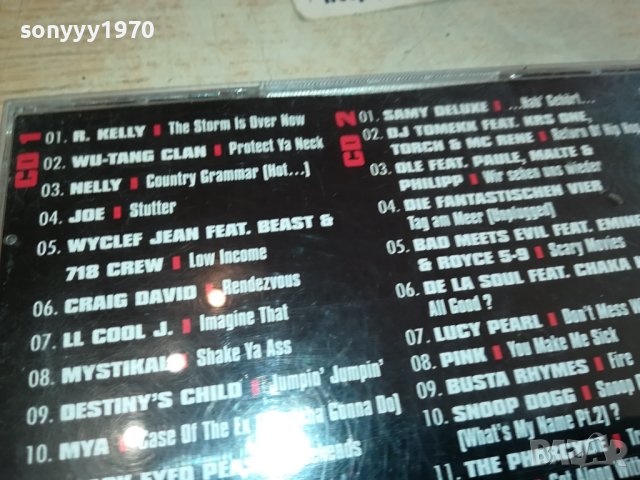 sonyyy1970
CD 1
01. R. KELLY The Storm Is Over Now
02. WU-TANG CLAN Protect Ya Neck
03. NELLY Country Grammar (Hot...)
04. JOE Stutter
05. WYCLEF JEAN FEAT. BEAST &
718 CREW Low Income
06. CRAIG DAVID Rendezvous
07. LL COOL J. Imagine That
08. MYSTIKAL Shake Ya Ass
09. DESTINY'S CHILD Jumpin' Jumpin'
10. MYA Case Of The Ex Gonna Do)
CD 2
01. SAMY DELUXE ...Hab' Gehört...
02. DJ TOMEKK FEAT. KRS ONE,
TORCH & MC RENE Return Of Hip
03. OLE FEAT. PAULE, MALTE &
PHILIPP Wir sehen uns wieder
04. DIE FANTASTISCHEN VIER
Tag am Meer (Unplugged)
05. BAD MEETS EVIL FEAT.
& ROYCE 5-9 Scary Movies
06. DE LA SOUL FEAT. CHAKA
All Good ?
07. LUCY PEARL Don't Mess
08. PINK You Make Me Sick
09. BUSTA RHYMES Fire
10. SNOOP DOGG Snoop
(What's My Name Pt.2) ?
11. THE
BAZAR